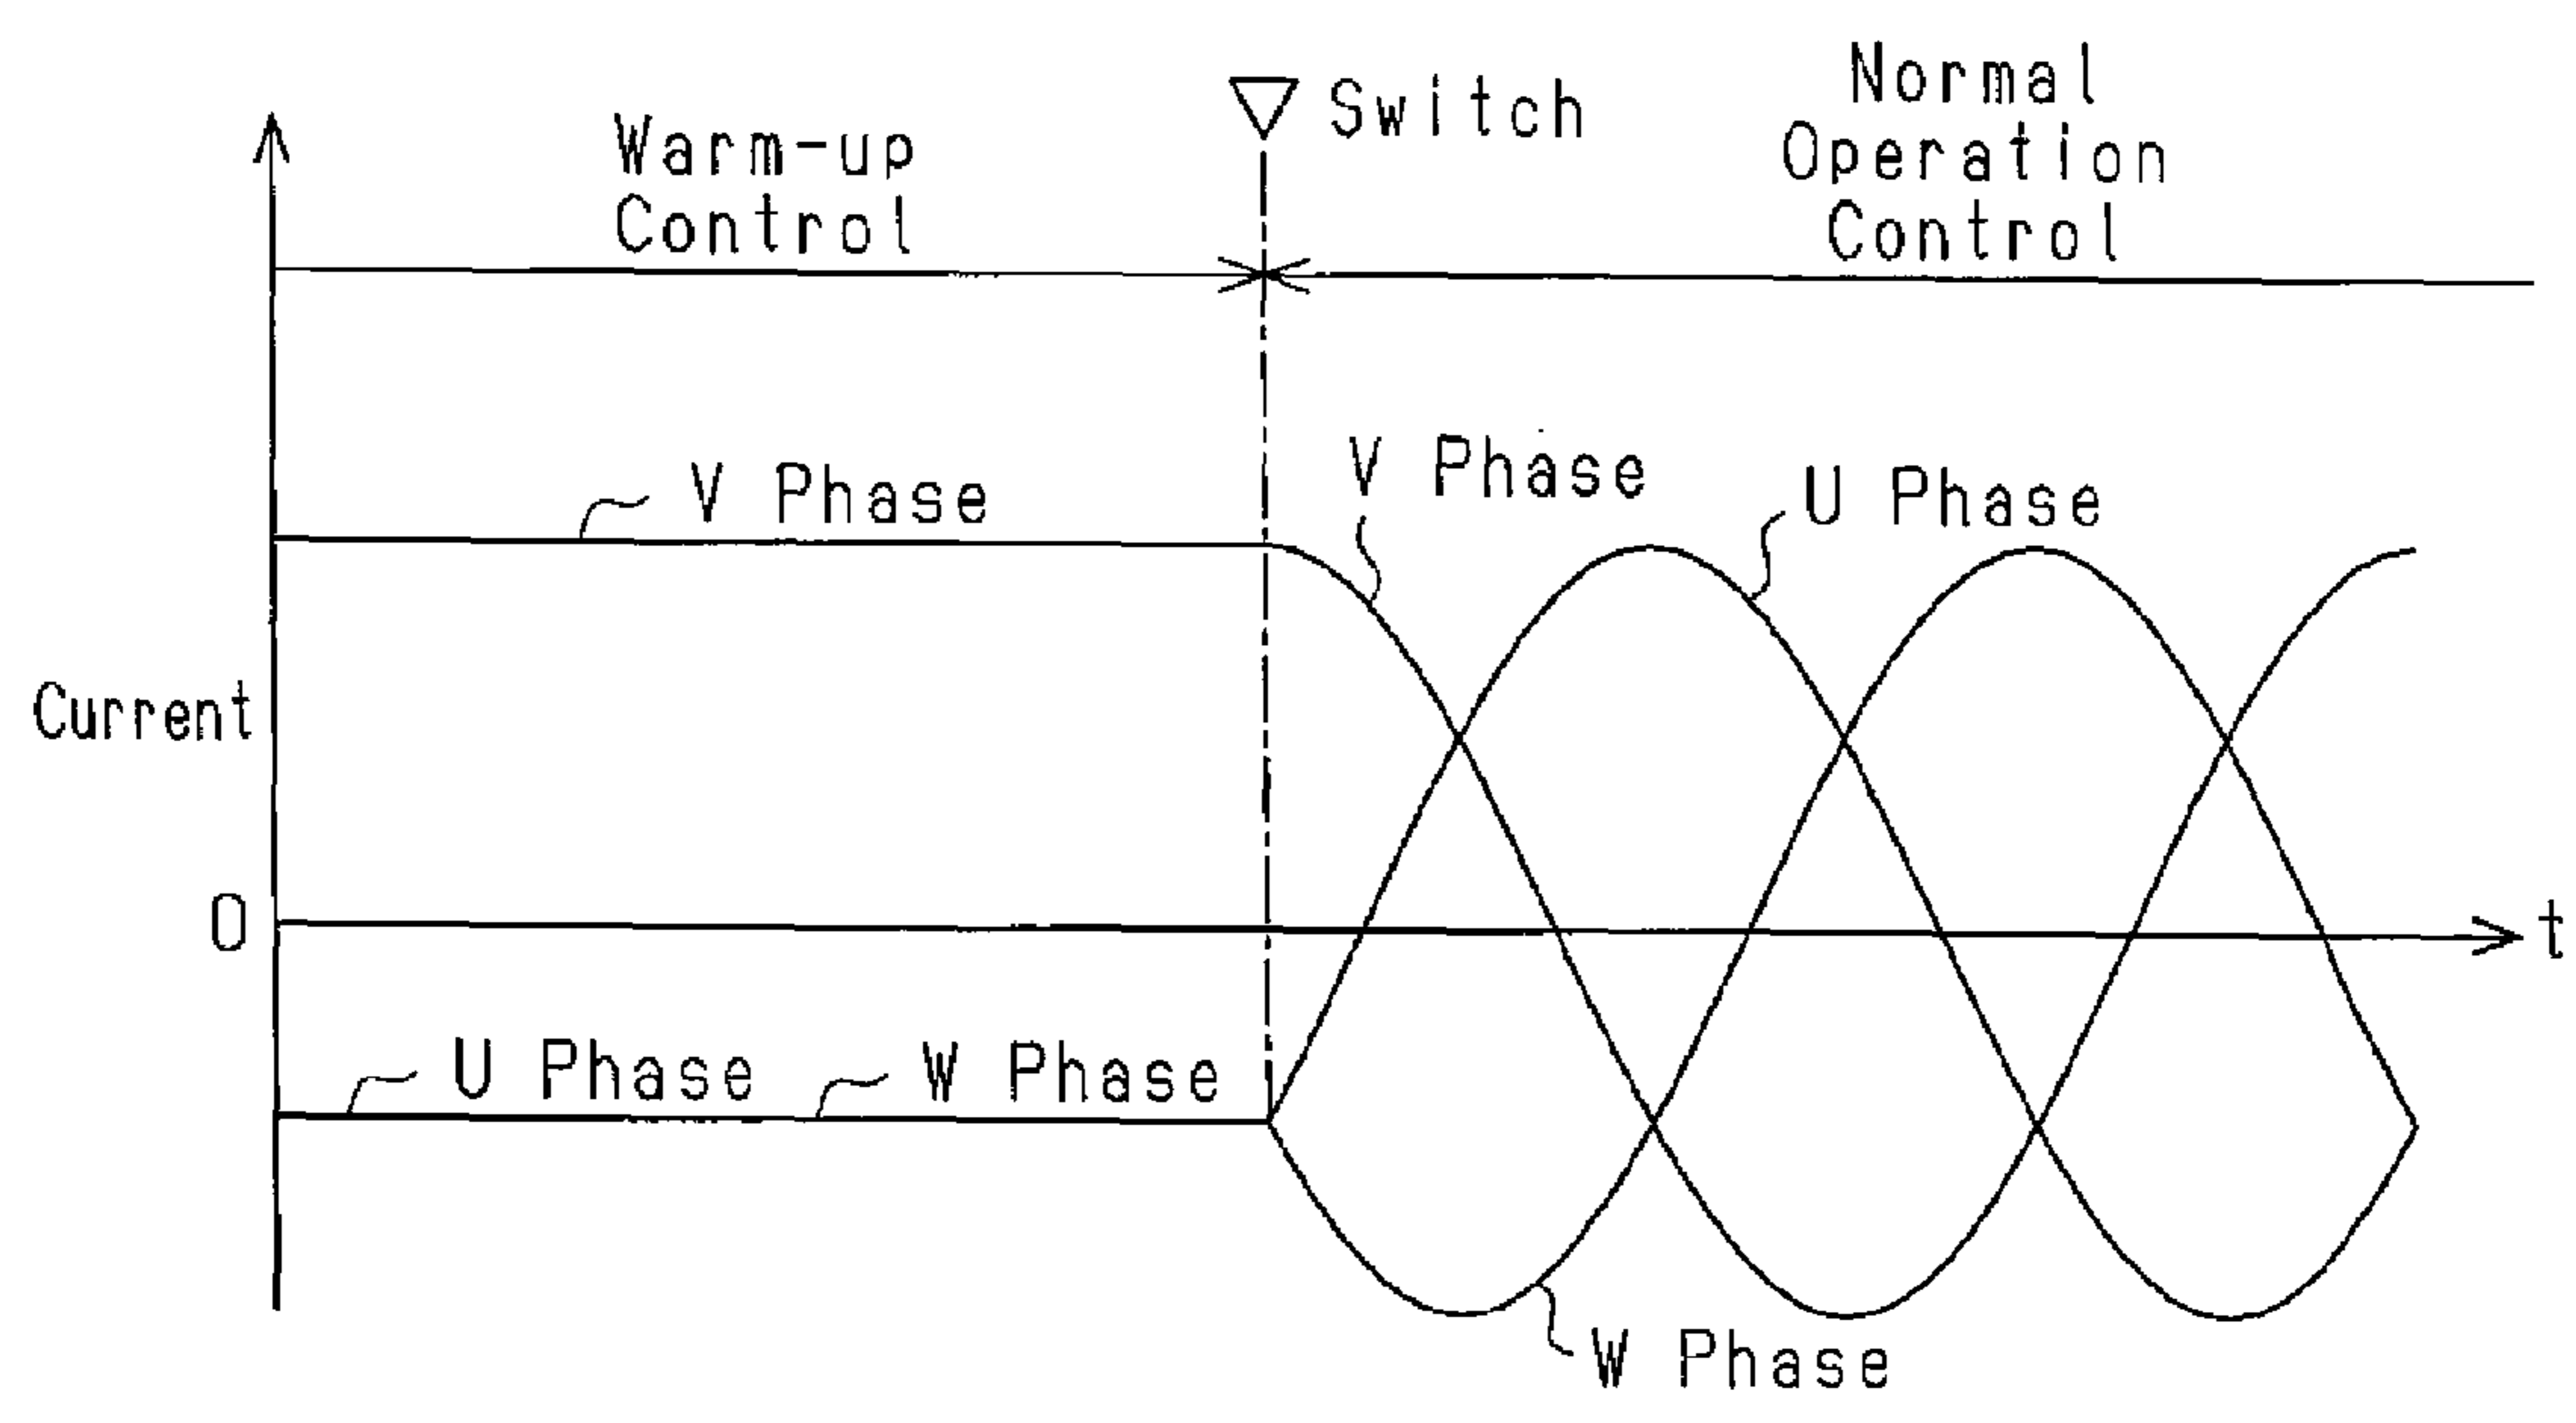 Switch
Normal
Operation
Control
Warm-up
Control
V Phase
V Phase
U Phase
Current
0
t
U Phase
W Phase
W Phase